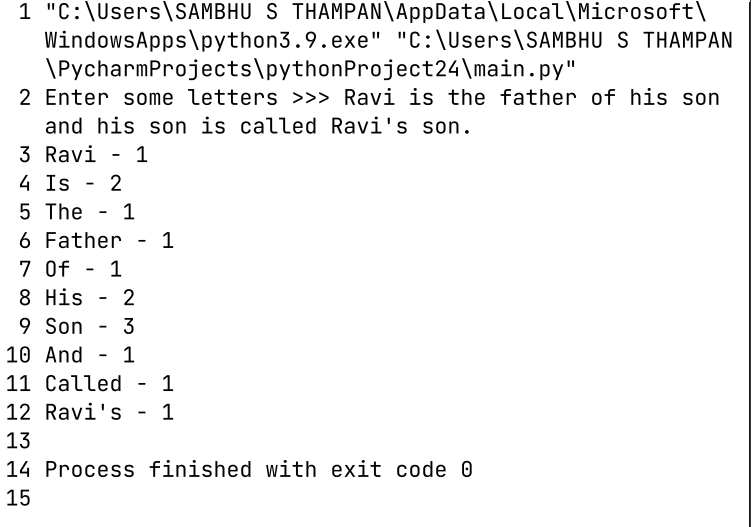 1 "C:\Users\SAMBHU S THAMPAN\AppData\Local\Microsoft\
WindowsApps\python3.9.exe" "C:\Users\SAMBHU S THAMPAN
\PycharmProjects\pythonProject24\main.py"
2 Enter some letters >>> Ravi is the father of his son
and his son is called Ravi's son.
3 Ravi - 1
4 Is - 2
5 The - 1
6 Father - 1
7 Of - 1
8 His - 2
9 Son - 3
10 And - 1
11 Called - 1
12 Ravi's - 1
13
14 Process finished with exit code 0
15